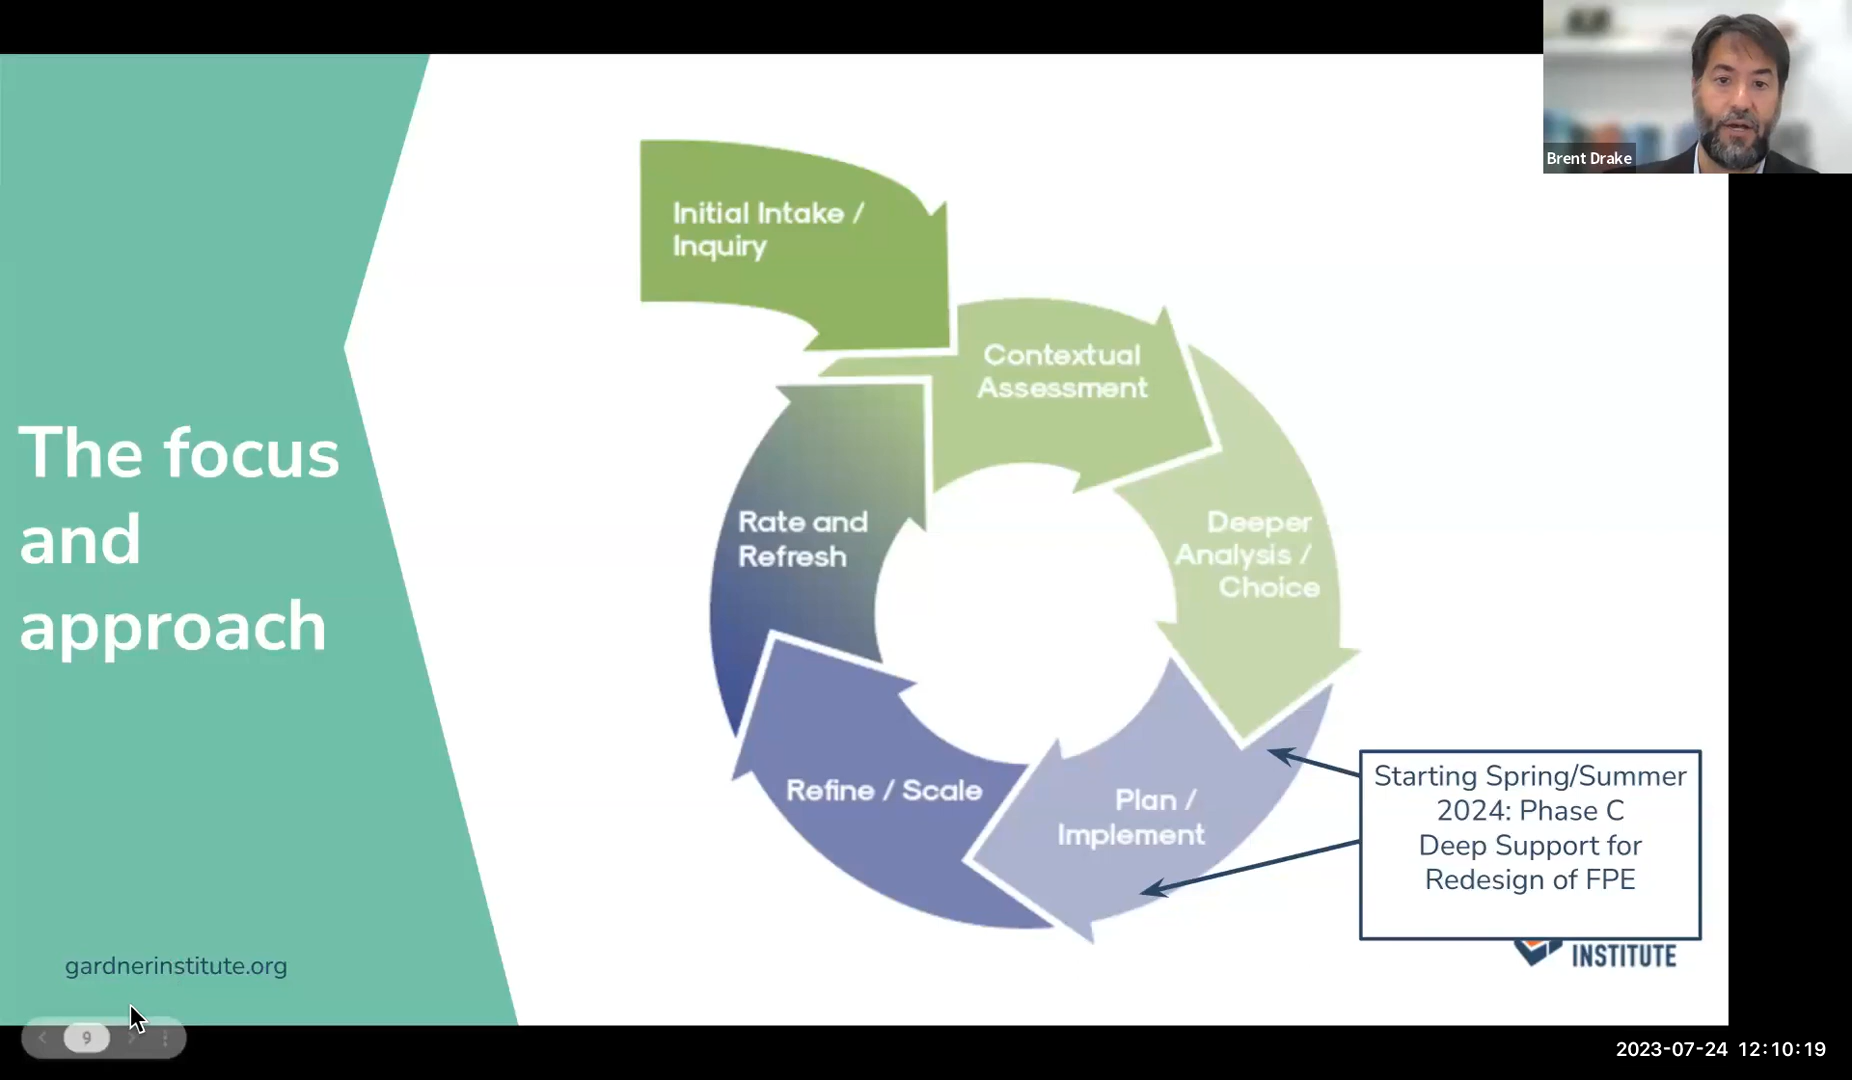 Brent Drake
Initial Intake /
Inquiry
Contextual
Assessment
Deeper
Analysis /
Choice
Rate and
Refresh
Refine / Scale
Plan /
Implement
The focus
and
approach
Starting Spring/Summer
2024: Phase C
Deep Support for
Redesign of FPE
INSTITUTE
gardnerinstitute.org
9
2023-07-24 12:10:19